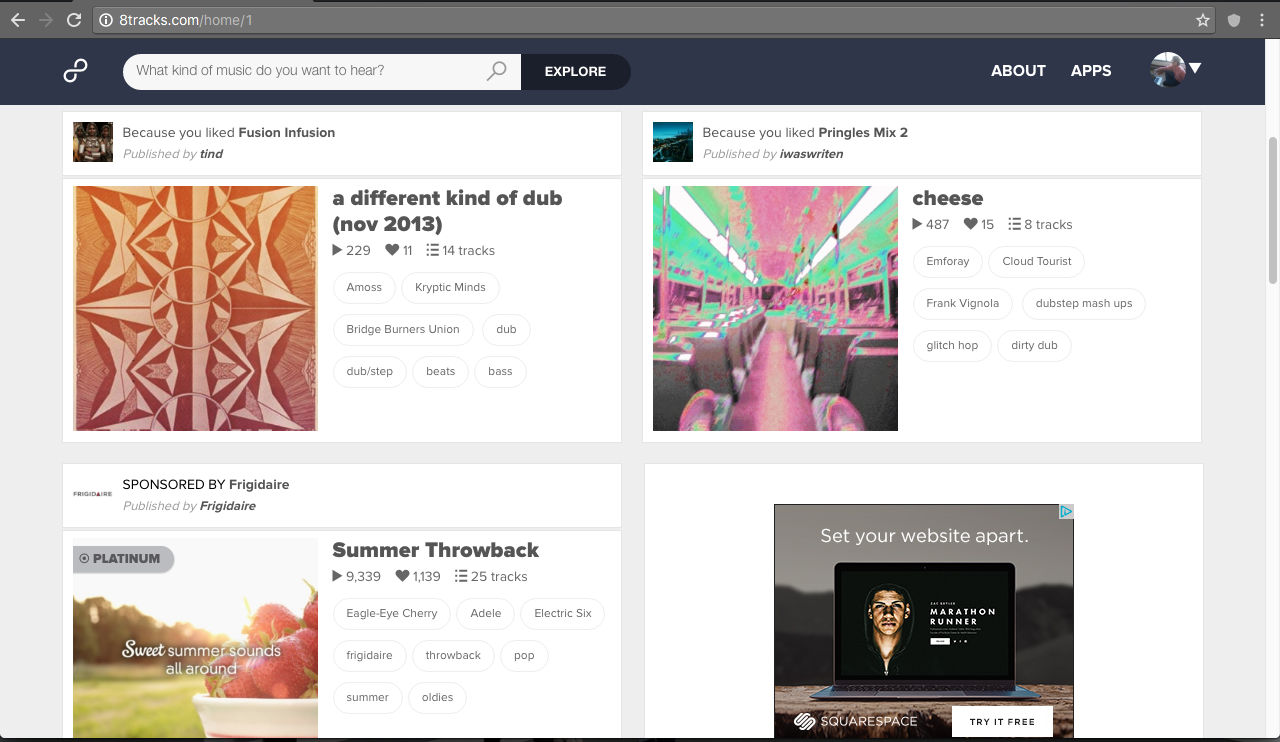 8tracks.com/home/1
What kind of music do you want to hear?
EXPLORE
ABOUT
APPS
Because you liked Fusion Infusion
Published by tind
a different kind of dub
(nov 2013)
229 11 14 tracks
Amoss Kryptic Minds
Bridge Burners Union dub
dub/step beats bass
Because you liked Pringles Mix 2
Published by iwaswriten
cheese
487 15 8 tracks
Emforay Cloud Tourist
Frank Vignola dubstep mash ups
glitch hop dirty dub
FRIGIDAIRE
SPONSORED BY Frigidaire
Published by Frigidaire
PLATINUM
Sweet summer sounds
all around
Summer Throwback
9,339 1,139 25 tracks
Eagle-Eye Cherry Adele Electric Six
frigidaire throwback pop
summer oldies
Set your website apart.
MARATHON
RUNNER
SQUARESPACE
TRY IT FREE